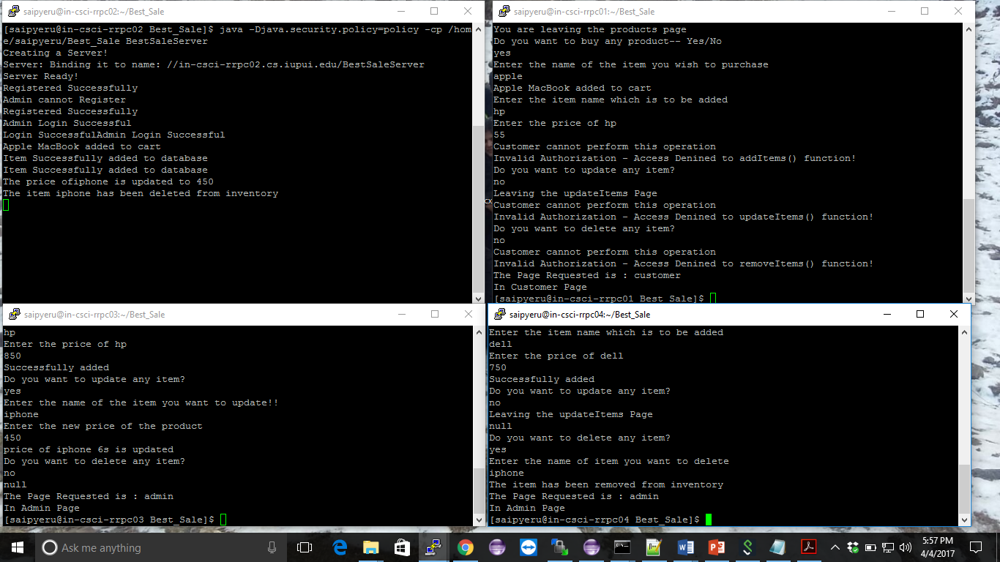 saipyeru@in-csci-rrpc02:~/Best_Sale
[saipyeru@in-csci-rrpc02 Best_Sale]$ java -Djava.security.policy=policy -cp /hom
e/saipyeru/Best_Sale BestSaleServer
Creating a Server!
Server: Binding it to name: //in-csci-rrpc02.cs.iupui.edu/BestSaleServer
Server Ready!
Registered Successfully
Admin cannot Register
Registered Successfully
Admin Login Successful
Login SuccessfulAdmin Login Successful
Apple MacBook added to cart
Item Successfully added to database
Item Successfully added to database
The price ofiphone is updated to 450
The item iphone has been deleted from inventory
saipyeru@in-csci-rrpc01:~/Best_Sale
You are leaving the products page
Do you want to buy any product-- Yes/No
yes
Enter the name of the item you wish to purchase
apple
Apple MacBook added to cart
Enter the item name which is to be added
hp
Enter the price of hp
55
Customer cannot perform this operation
Invalid Authorization - Access Denined to addItems() function!
Do you want to update any item?
no
Leaving the updateItems Page
Customer cannot perform this operation
Invalid Authorization - Access Denined to updateItems() function!
Do you want to delete any item?
no
Customer cannot perform this operation
Invalid Authorization - Access Denined to removeItems() function!
The Page Requested is : customer
In Customer Page
[saipyeru@in-csci-rrpc01 Best_Sale]$
cx
saipyeru@in-csci-rrpc03:~/Best_Sale
hp
Enter the price of hp
850
Successfully added
Do you want to update any item?
yes
Enter the name of the item you want to update!!
iphone
Enter the new price of the product
450
price of iphone 6s is updated
Do you want to delete any item?
no
null
The Page Requested is : admin
In Admin Page
[saipyeru@in-csci-rrpc03 Best_Sale]$
saipyeru@in-csci-rrpc04:~/Best_Sale
Enter the item name which is to be added
dell
Enter the price of dell
750
Successfully added
Do you want to update any item?
no
Leaving the updateItems Page
null
Do you want to delete any item?
yes
Enter the name of item you want to delete
iphone
The item has been removed from inventory
The Page Requested is : admin
In Admin Page
[saipyeru@in-csci-rrpc04 Best_Sale]$
Ask me anything
5:57 PM
4/4/2017